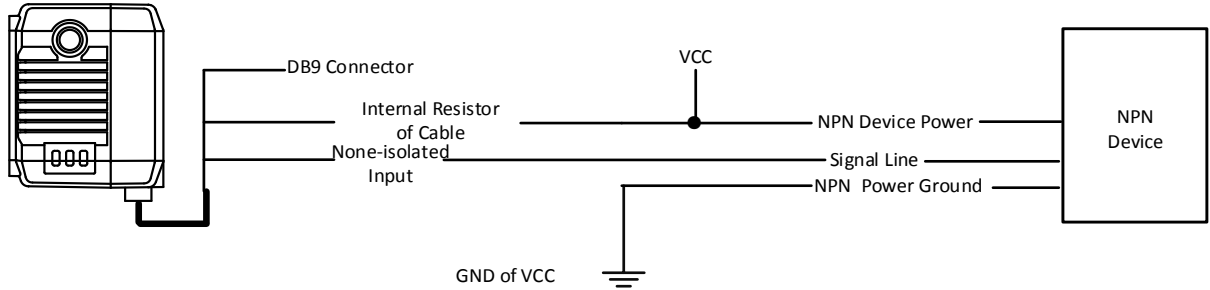 DB9 Connector
VCC
Internal Resistor
of Cable
NPN Device Power
NPN
Device
None-isolated
Input
Signal Line
NPN Power Ground
GND of VCC